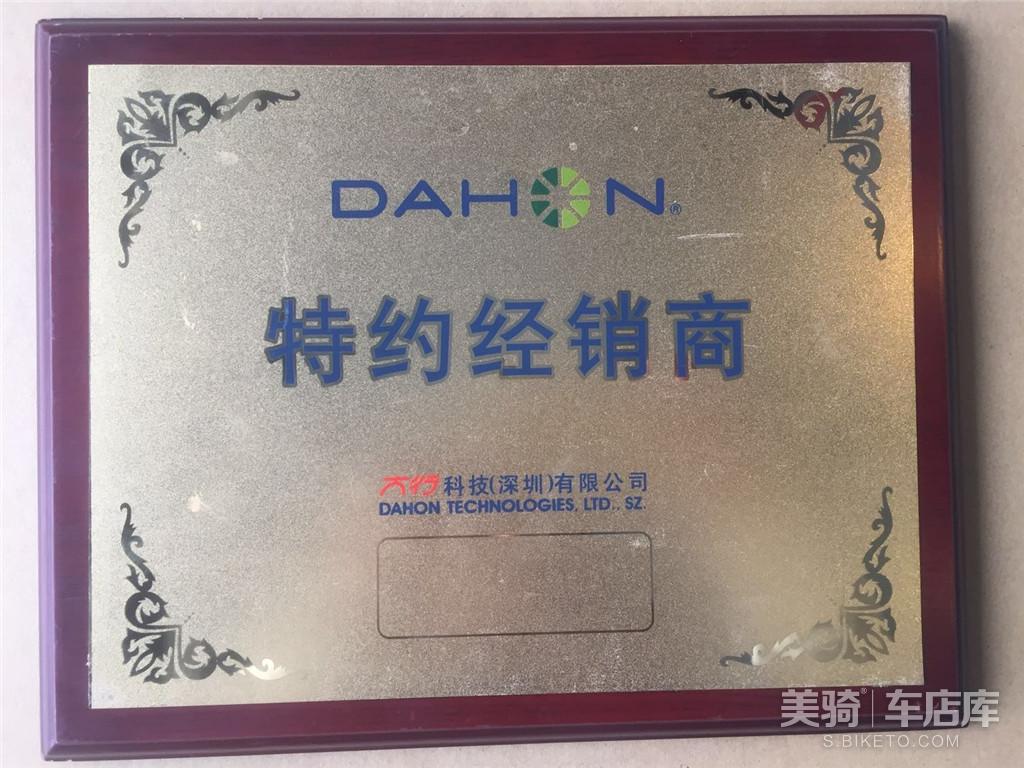 DAHON®
特约经销商
大行科技(深圳)有限公司
DAHON TECHNOLOGIES, LTD., SZ.
美骑® 车店库
S.BIKETO.COM